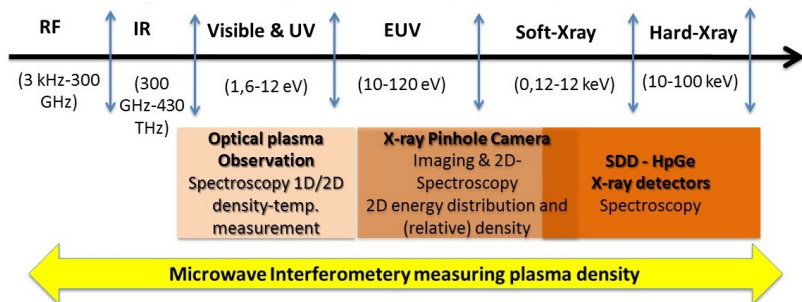 RF IR Visible & UV EUV Soft-Xray Hard-Xray
(3 kHz-300 GHz)
(300 GHz-430 THz)
(1,6-12 eV)
(10-120 eV)
(0,12-12 keV)
(10-100 keV)
Optical plasma
Observation
Spectroscopy 1D/2D
density-temp.
measurement
X-ray Pinhole Camera
Imaging & 2D-
Spectroscopy
2D energy distribution and
(relative) density
SDD - HpGe
X-ray detectors
Spectroscopy
Microwave Interferometery measuring plasma density